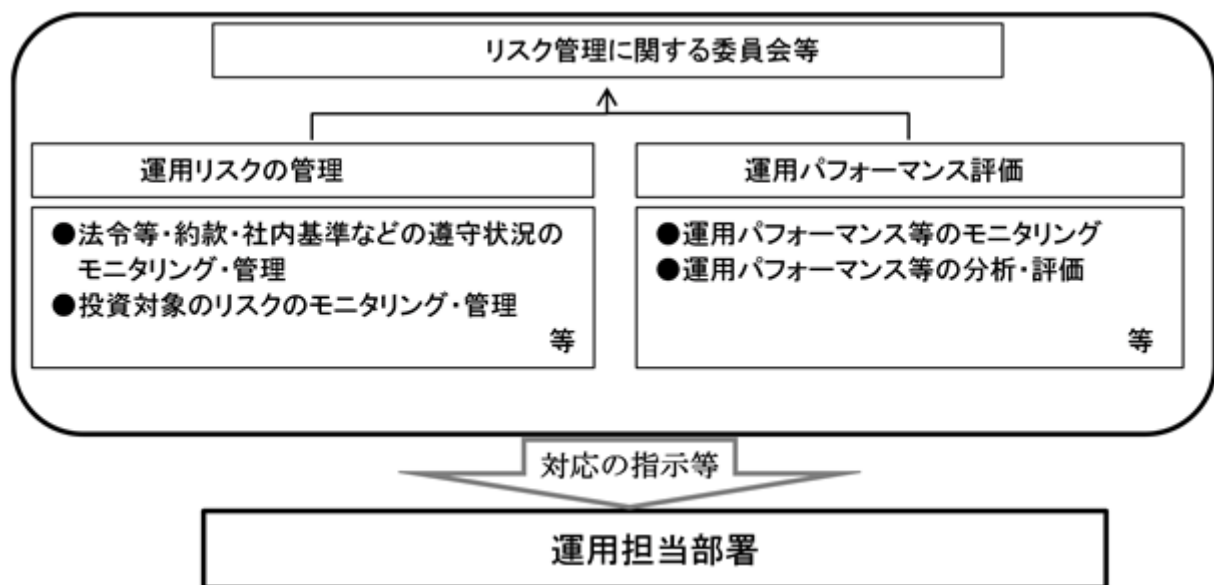 リスク管理に関する委員会等
運用リスクの管理
●法令等・約款・社内基準などの遵守状況の
モニタリング・管理
●投資対象のリスクのモニタリング・管理
等
運用パフォーマンス評価
●運用パフォーマンス等のモニタリング
●運用パフォーマンス等の分析・評価
等
対応の指示等
運用担当部署